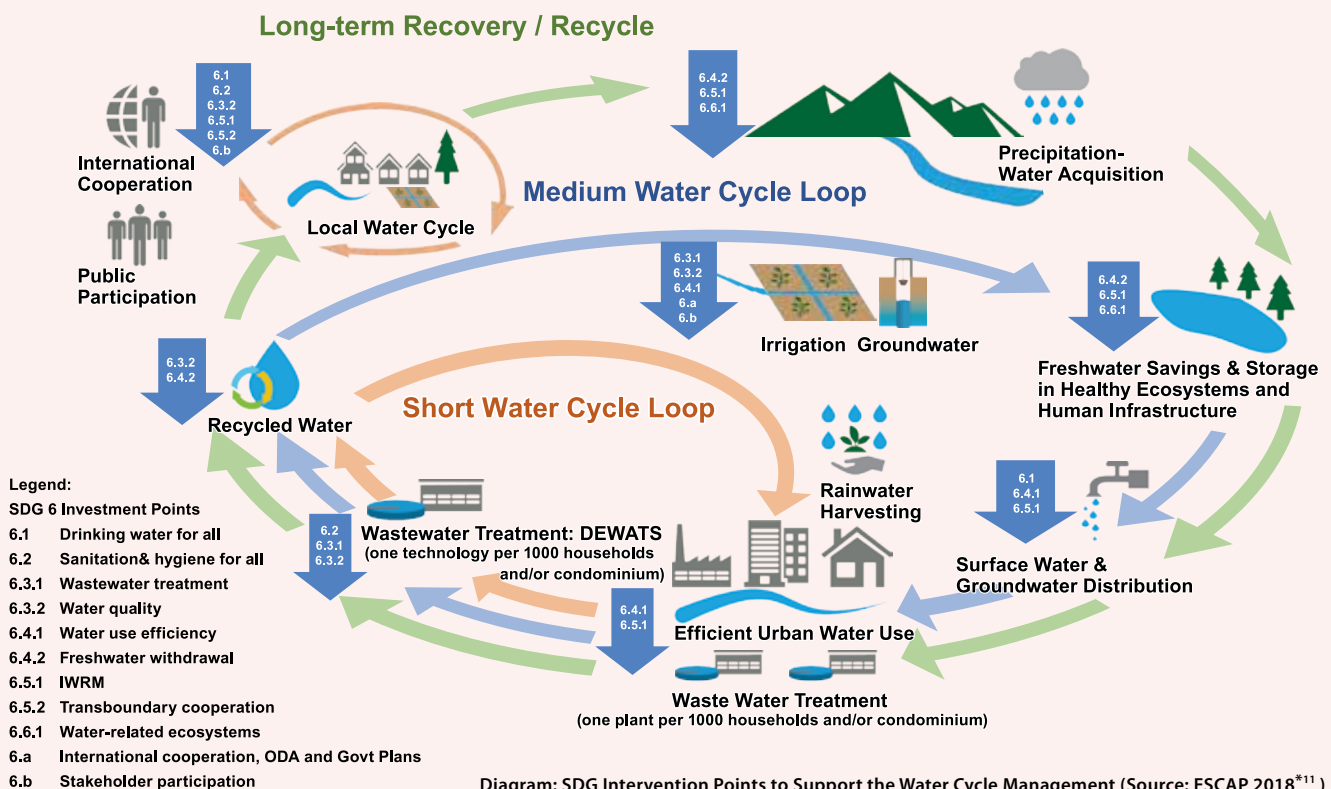 Long-term Recovery / Recycle
6.1
6.2
6.3.2
6.5.1
6.5.2
6.b
International
Cooperation
Public
Participation
Local Water Cycle
6.4.2
6.5.1
6.6.1
Precipitation-
Water Acquisition
Medium Water Cycle Loop
6.3.1
6.3.2
6.4.1
6.a
6.b
Irrigation Groundwater
6.4.2
6.5.1
6.6.1
Freshwater Savings & Storage
in Healthy Ecosystems and
Human Infrastructure
6.3.2
6.4.2
Recycled Water
Short Water Cycle Loop
Rainwater
Harvesting
6.1
6.4.1
6.5.1
Surface Water &
Groundwater Distribution
6.2
6.3.1
6.3.2
Wastewater Treatment: DEWATS
(one technology per 1000 households
and/or condominium)
6.4.1
6.5.1
Efficient Urban Water Use
Waste Water Treatment
(one plant per 1000 households and/or condominium)
Legend:
SDG 6 Investment Points
6.1 Drinking water for all
6.2 Sanitation& hygiene for all
6.3.1 Wastewater treatment
6.3.2 Water quality
6.4.1 Water use efficiency
6.4.2 Freshwater withdrawal
6.5.1 IWRM
6.5.2 Transboundary cooperation
6.6.1 Water-related ecosystems
6.a International cooperation, ODA and Govt Plans
6.b Stakeholder participation
Diagram: SDG Intervention Points to Support the Water Cycle Management (Source: ESCAP 2018*11 )